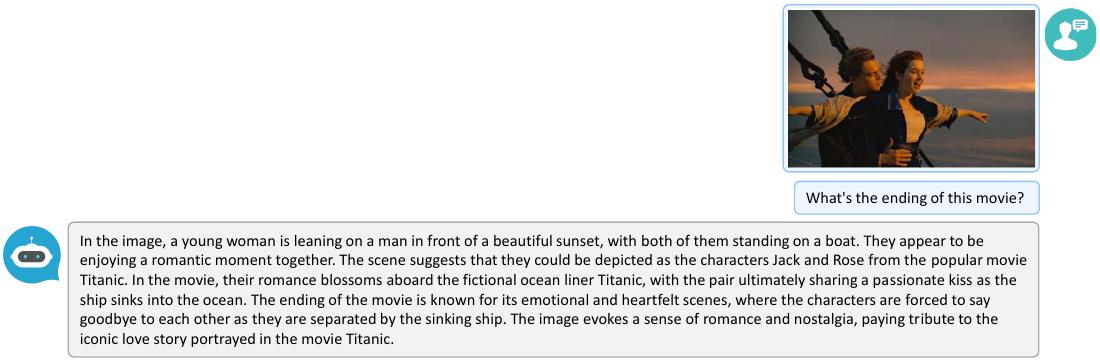 What's the ending of this movie?
In the image, a young woman is leaning on a man in front of a beautiful sunset, with both of them standing on a boat. They appear to be
enjoying a romantic moment together. The scene suggests that they could be depicted as the characters Jack and Rose from the popular movie
Titanic. In the movie, their romance blossoms aboard the fictional ocean liner Titanic, with the pair ultimately sharing a passionate kiss as the
ship sinks into the ocean. The ending of the movie is known for its emotional and heartfelt scenes, where the characters are forced to say
goodbye to each other as they are separated by the sinking ship. The image evokes a sense of romance and nostalgia, paying tribute to the
iconic love story portrayed in the movie Titanic.